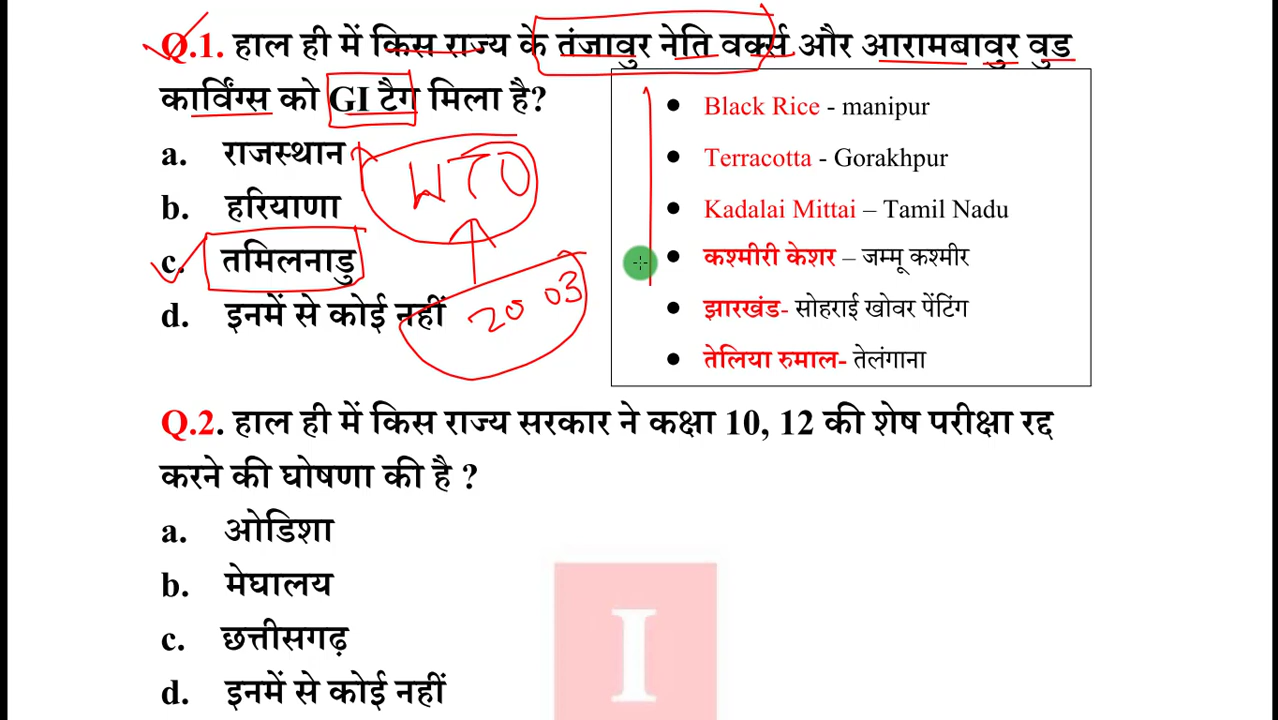 Q.1. हाल ही में किस राज्य के तंजावुर नेति वर्क्स और आरामबावुर वुड
कार्विंग्स को GI टैग मिला है?
a. राजस्थान
b. हरियाणा
c. तमिलनाडु
d. इनमें से कोई नहीं
WTO
2003
● Black Rice - manipur
● Terracotta - Gorakhpur
● Kadalai Mittai – Tamil Nadu
● कश्मीरी केशर – जम्मू कश्मीर
● झारखंड- सोहराई खोवर पेंटिंग
● तेलिया रुमाल- तेलंगाना
Q.2. हाल ही में किस राज्य सरकार ने कक्षा 10, 12 की शेष परीक्षा रद्द
करने की घोषणा की है ?
a. ओडिशा
b. मेघालय
c. छत्तीसगढ़
d. इनमें से कोई नहीं
I